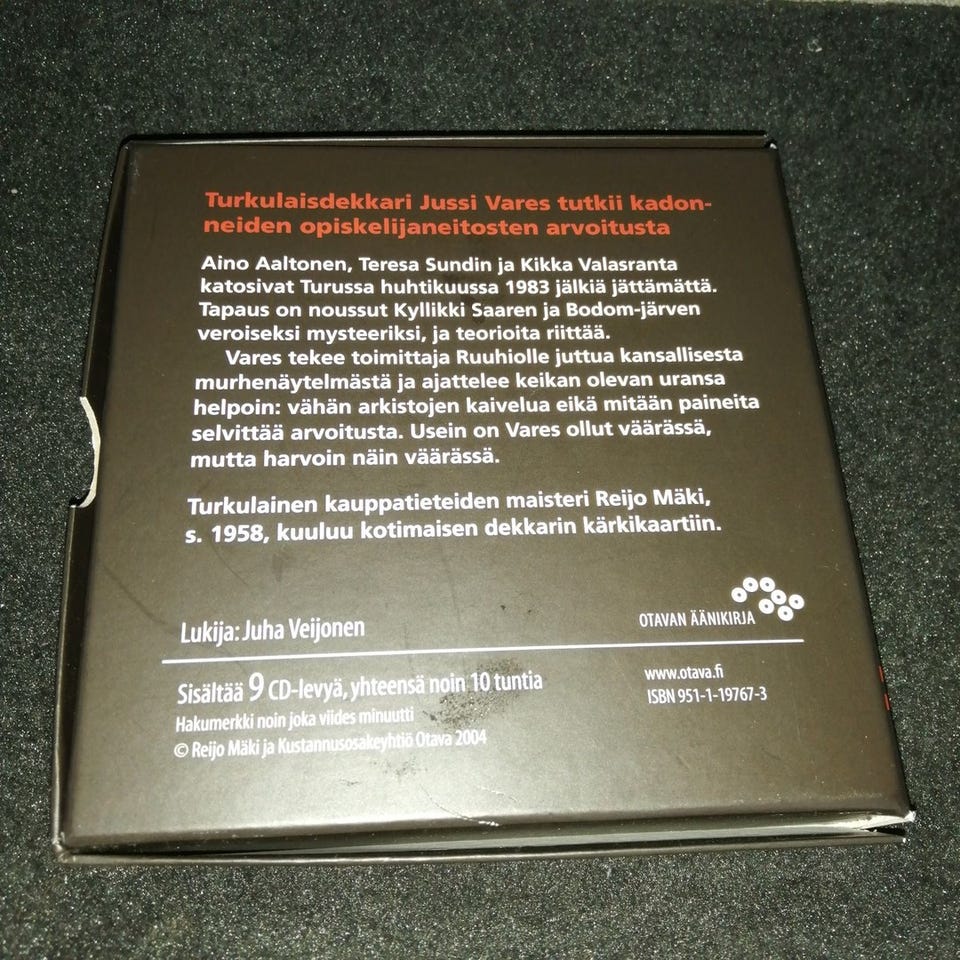 Turkulaisdekkari Jussi Vares tutkii kadon-
neiden opiskelijaneitosten arvoitusta
Aino Aaltonen, Teresa Sundin ja Kikka Valasranta
katosivat Turussa huhtikuussa 1983 jälkiä jättämättä.
Tapaus on noussut Kyllikki Saaren ja Bodom-järven
veroiseksi mysteeriksi, ja teorioita riittää.
Vares tekee toimittaja Ruuhiolle juttua kansallisesta
murhenäytelmästä ja ajattelee keikan olevan uransa
helpoin: vähän arkistojen kaivelua eikä mitään paineita
selvittää arvoitusta. Usein on Vares ollut väärässä,
mutta harvoin näin väärässä.
Turkulainen kauppatieteiden maisteri Reijo Mäki,
s. 1958, kuuluu kotimaisen dekkarin kärkikaartiin.
OTAVAN ÄÄNIKIRJA
Lukija: Juha Veijonen
Sisältää 9 CD-levyä, yhteensä noin 10 tuntia
Hakumerkki noin joka viides minuutti
© Reijo Mäki ja Kustannusosakeyhtiö Otava 2004
www.otava.fi
ISBN 951-1-19767-3